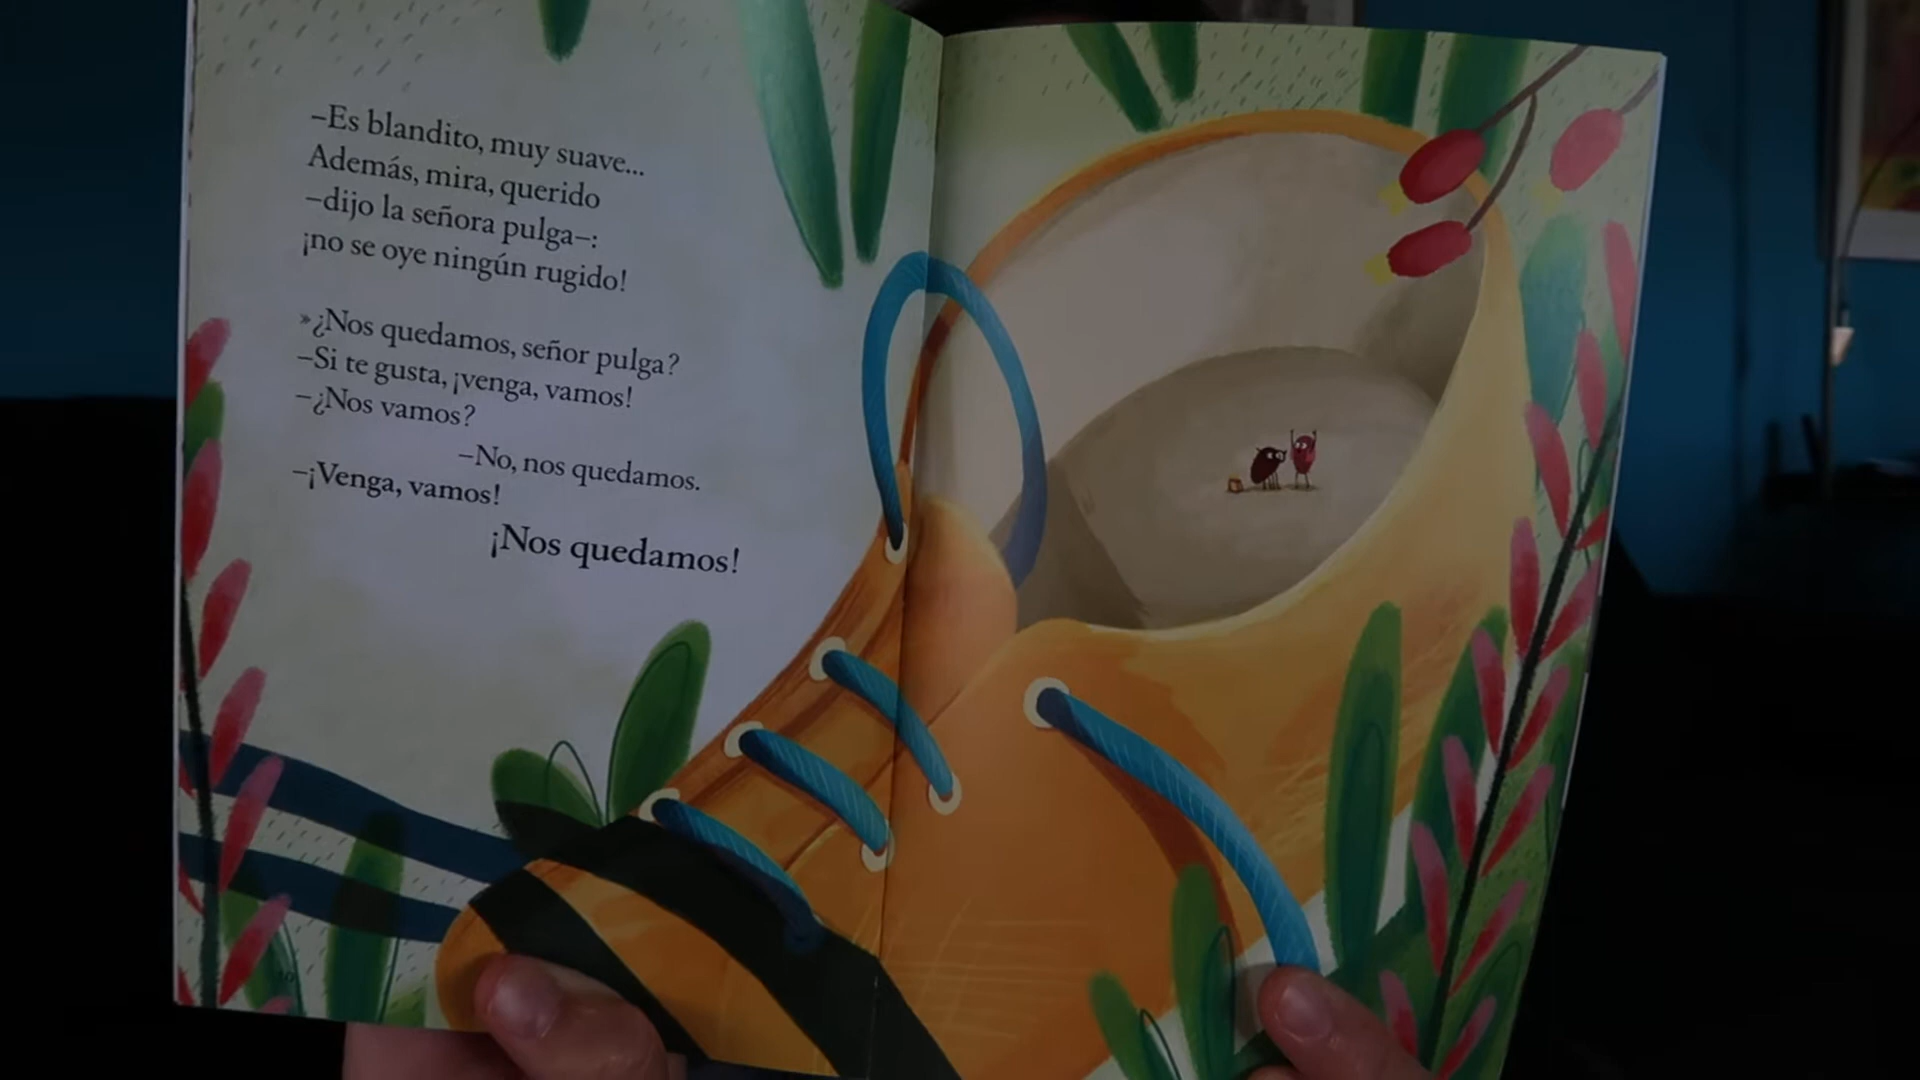 –Es blandito, muy suave...
Además, mira, querido
–dijo la señora pulga–:
¡no se oye ningún rugido!
»¿Nos quedamos, señor pulga?
–Si te gusta, ¡venga, vamos!
–¿Nos vamos?
–No, nos quedamos.
–¡Venga, vamos!
¡Nos quedamos!